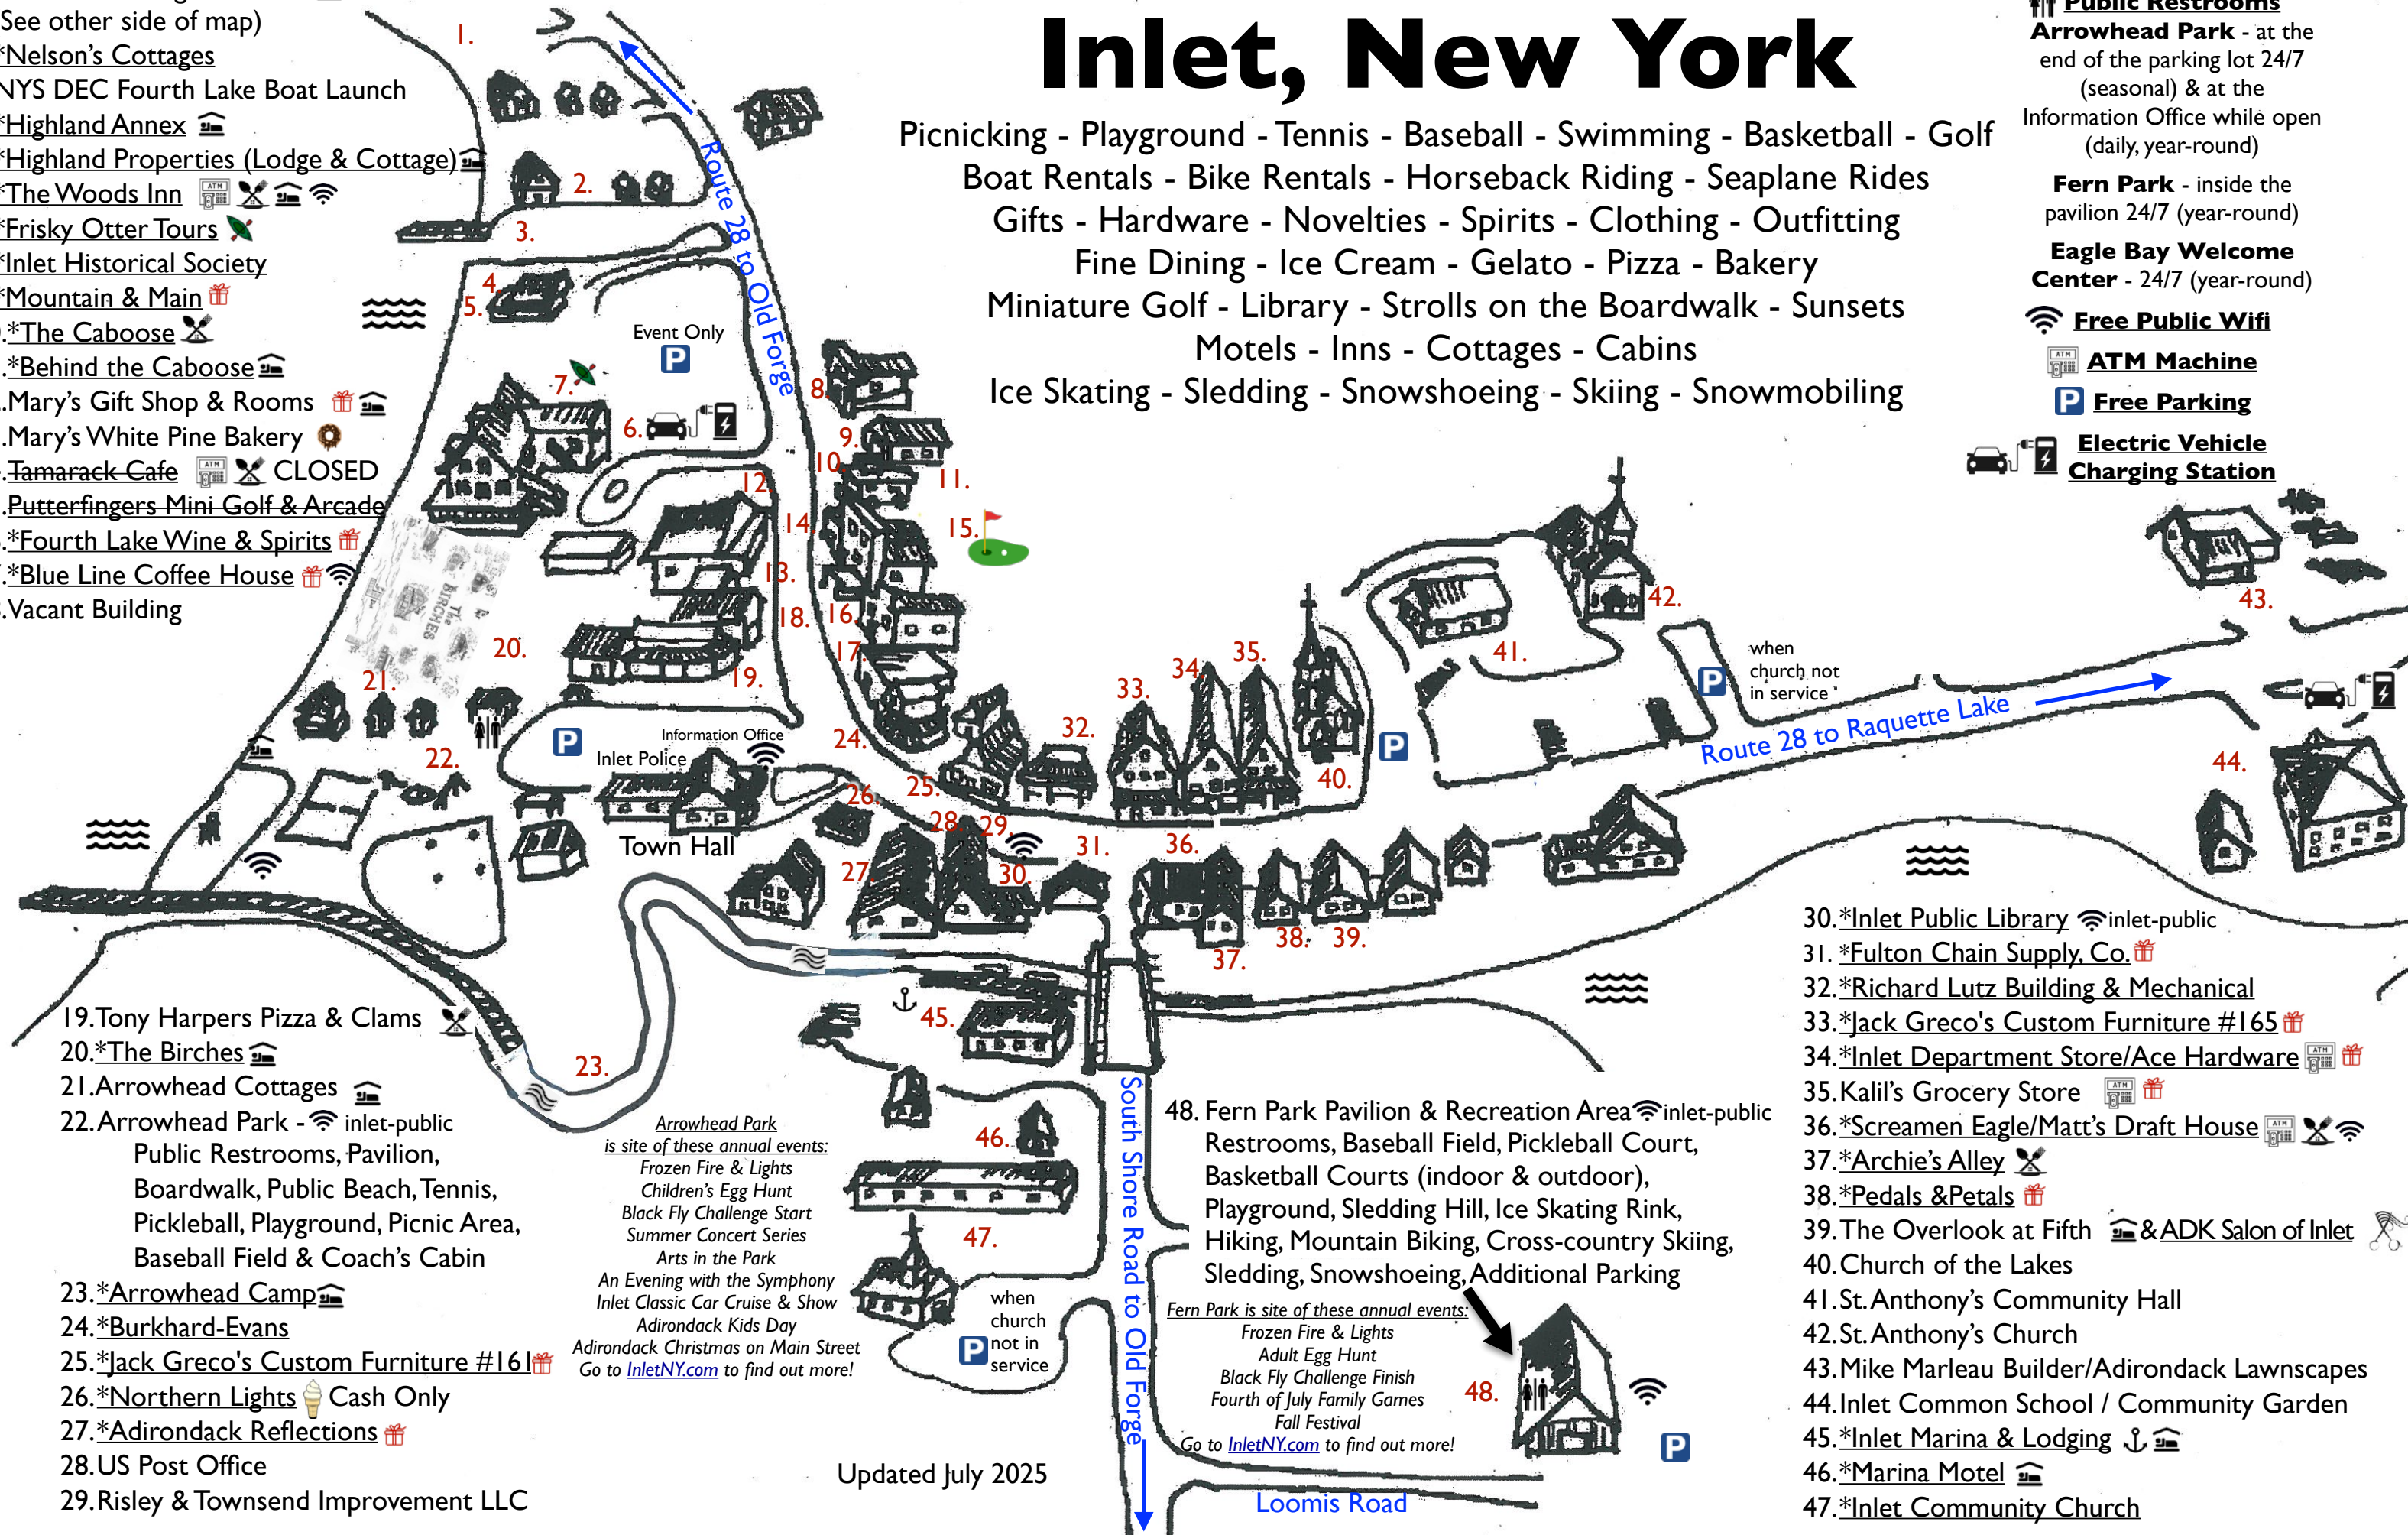 See other side of map)
*Nelson's Cottages
NYS DEC Fourth Lake Boat Launch
*Highland Annex
*Highland Properties (Lodge & Cottage)
*The Woods Inn
*Frisky Otter Tours
*Inlet Historical Society
*Mountain & Main
.*The Caboose
.*Behind the Caboose
.Mary's Gift Shop & Rooms
.Mary's White Pine Bakery
.Tamarack Cafe CLOSED
.Putterfingers Mini Golf & Arcade
.*Fourth Lake Wine & Spirits
.*Blue Line Coffee House
.Vacant Building
Inlet, New York
Picnicking - Playground - Tennis - Baseball - Swimming - Basketball - Golf
Boat Rentals - Bike Rentals - Horseback Riding - Seaplane Rides
Gifts - Hardware - Novelties - Spirits - Clothing - Outfitting
Fine Dining - Ice Cream - Gelato - Pizza - Bakery
Miniature Golf - Library - Strolls on the Boardwalk - Sunsets
Motels - Inns - Cottages - Cabins
Ice Skating - Sledding - Snowshoeing - Skiing - Snowmobiling
Public Restrooms
Arrowhead Park - at the
end of the parking lot 24/7
(seasonal) & at the
Information Office while open
(daily, year-round)
Fern Park - inside the
pavilion 24/7 (year-round)
Eagle Bay Welcome
Center - 24/7 (year-round)
Free Public Wifi
ATM
ATM Machine
P Free Parking
Electric Vehicle
Charging Station
1.
2.
3.
4.
5.
Route 28 to Old Forge
Event Only
P
7.
6.
8.
9.
10.
11.
12.
14.
15.
13.
18.
16.
17.
The
BIRCHES
20.
19.
21.
22.
P
Information Office
Inlet Police
Town Hall
24.
25.
26.
28.
29.
27.
30.
31.
32.
33.
34.
35.
36.
37.
38.
39.
40.
P
41.
42.
P
when
church not
in service
Route 28 to Raquette Lake
43.
44.
23.
45.
46.
47.
P
when
church
not in
service
South Shore Road to Old Forge
48.
P
Loomis Road
19.Tony Harpers Pizza & Clams
20.*The Birches
21.Arrowhead Cottages
22.Arrowhead Park - inlet-public
Public Restrooms, Pavilion,
Boardwalk, Public Beach, Tennis,
Pickleball, Playground, Picnic Area,
Baseball Field & Coach's Cabin
23.*Arrowhead Camp
24.*Burkhard-Evans
25.*Jack Greco's Custom Furniture #161
26.*Northern Lights Cash Only
27.*Adirondack Reflections
28.US Post Office
29.Risley & Townsend Improvement LLC
Arrowhead Park
is site of these annual events:
Frozen Fire & Lights
Children's Egg Hunt
Black Fly Challenge Start
Summer Concert Series
Arts in the Park
An Evening with the Symphony
Inlet Classic Car Cruise & Show
Adirondack Kids Day
Adirondack Christmas on Main Street
Go to InletNY.com to find out more!
Updated July 2025
48. Fern Park Pavilion & Recreation Area inlet-public
Restrooms, Baseball Field, Pickleball Court,
Basketball Courts (indoor & outdoor),
Playground, Sledding Hill, Ice Skating Rink,
Hiking, Mountain Biking, Cross-country Skiing,
Sledding, Snowshoeing, Additional Parking
Fern Park is site of these annual events:
Frozen Fire & Lights
Adult Egg Hunt
Black Fly Challenge Finish
Fourth of July Family Games
Fall Festival
Go to InletNY.com to find out more!
30.*Inlet Public Library inlet-public
31. *Fulton Chain Supply, Co.
32.*Richard Lutz Building & Mechanical
33.*Jack Greco's Custom Furniture #165
34.*Inlet Department Store/Ace Hardware
35.Kalil's Grocery Store
36.*Screamen Eagle/Matt's Draft House
37.*Archie's Alley
38.*Pedals &Petals
39.The Overlook at Fifth &ADK Salon of Inlet
40.Church of the Lakes
41.St. Anthony's Community Hall
42.St. Anthony's Church
43.Mike Marleau Builder/Adirondack Lawnscapes
44.Inlet Common School / Community Garden
45.*Inlet Marina & Lodging
46.*Marina Motel
47.*Inlet Community Church